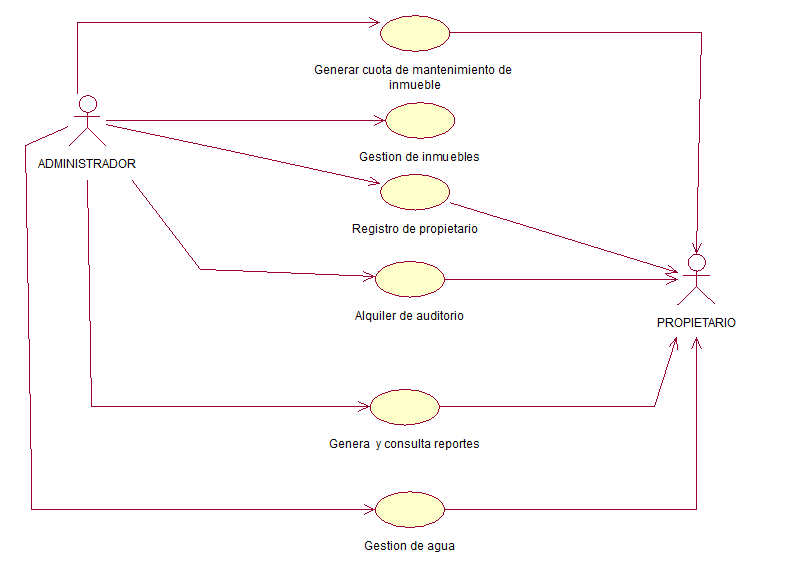 Generar cuota de mantenimiento de
inmueble
Gestion de inmuebles
ADMINISTRADOR
Registro de propietario
Alquiler de auditorio
PROPIETARIO
Genera y consulta reportes
Gestion de agua